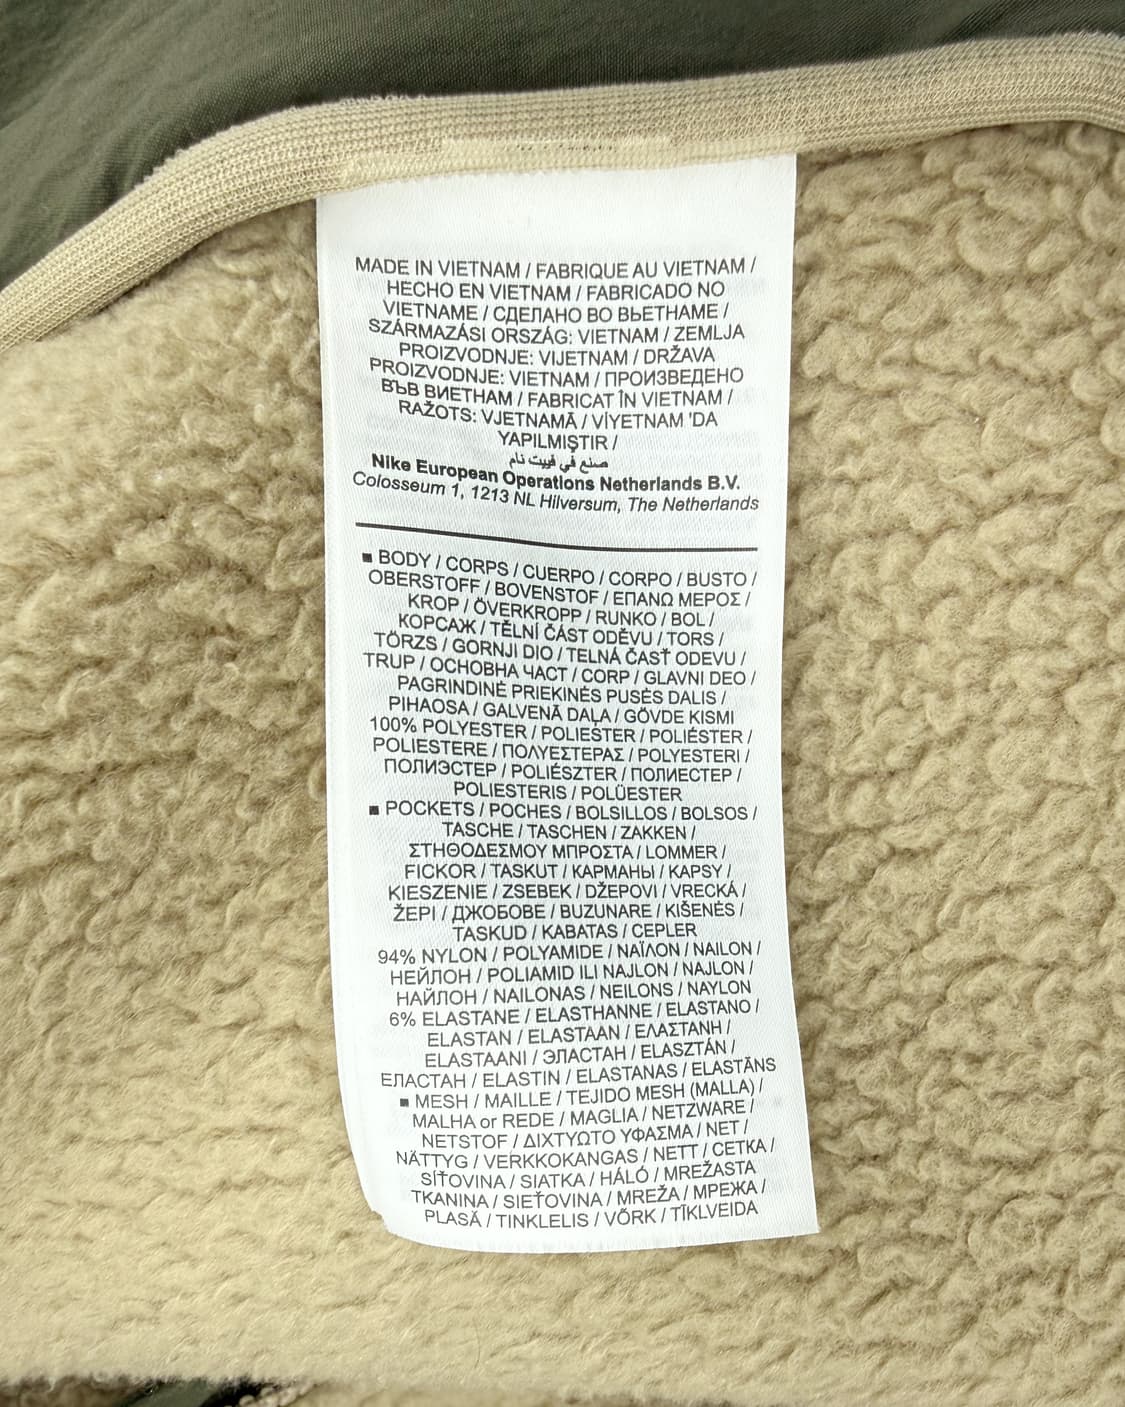 MADE IN VIETNAM / FABRIQUE AU VIETNAM /
HECHO EN VIETNAM / FABRICADO NO
VIETNAME / СДЕЛАНО ВО ВЬЕТНАМЕ /
SZÁRMAZÁSI ORSZÁG: VIETNAM / ZEMLJA
PROIZVODNJE: VIJETNAM / DRŽAVA
PROIZVODNJE: VIETNAM / ПРОИЗВЕДЕНО
ВЪВ ВИЕТНАМ / FABRICAT ÎN VIETNAM /
RAŽOTS: VJETNAMĀ / VİYETNAM 'DA
YAPILMIŞTIR /
صنع في فييت نام
Nike European Operations Netherlands B.V.
Colosseum 1, 1213 NL Hilversum, The Netherlands
■ BODY / CORPS / CUERPO / CORPO / BUSTO /
OBERSTOFF / BOVENSTOF / ΕΠΑΝΩ ΜΕΡΟΣ /
KROP / ÖVERKROPP / RUNKO / BOL /
КОРСАЖ / TĚLNÍ ČÁST ODĚVU / TORS /
TÖRZS / GORNJI DIO / TELNÁ ČASŤ ODEVU /
TRUP / ОСНОВНА ЧАСТ / CORP / GLAVNI DEO /
PAGRINDINĖ PRIEKINĖS PUSĖS DALIS /
PIHAOSA / GALVENĀ DAĻA / GÖVDE KISMI
100% POLYESTER / POLIESTER / POLIÉSTER /
POLIESTERE / ΠΟΛΥΕΣΤΕΡΑΣ / POLYESTERI /
ПОЛИЭСТЕР / POLIÉSZTER / ПОЛИЕСТЕР /
POLIESTERIS / POLÜESTER
■ POCKETS / POCHES / BOLSILLOS / BOLSOS /
TASCHE / TASCHEN / ZAKKEN /
ΣΤΗΘΟΔΕΣΜΟΥ ΜΠΡΟΣΤΑ / LOMMER /
FICKOR / TASKUT / КАРМАНЫ / KAPSY /
KIESZENIE / ZSEBEK / DŽEPOVI / VRECKÁ /
ŽEPI / ДЖОБОВЕ / BUZUNARE / KIŠENĖS /
TASKUD / KABATAS / CEPLER
94% NYLON / POLYAMIDE / ΝΑΪΛΟΝ / NAILON /
НЕЙЛОН / POLIAMID ILI NAJLON / NAJLON /
НАЙЛОН / NAILONAS / NEILONS / NAYLON
6% ELASTANE / ELASTHANNE / ELASTANO /
ELASTAN / ELASTAAN / ΕΛΑΣΤΑΝΗ /
ELASTAANI / ЭЛАСТАН / ELASZTÁN /
ЕЛАСТАН / ELASTIN / ELASTANAS / ELASTĀNS
■ MESH / MAILLE / TEJIDO MESH (MALLA) /
MALHA or REDE / MAGLIA / NETZWARE /
NETSTOF / ΔΙΧΤΥΩΤΟ ΥΦΑΣΜΑ / NET /
NÄTTYG / VERKKOKANGAS / NETT / СЕТКА /
SÍŤOVINA / SIATKA / HÁLÓ / MREŽASTA
TKANINA / SIEŤOVINA / MREŽA / МРЕЖА /
PLASĂ / TINKLELIS / VÕRK / TĪKLVEIDA